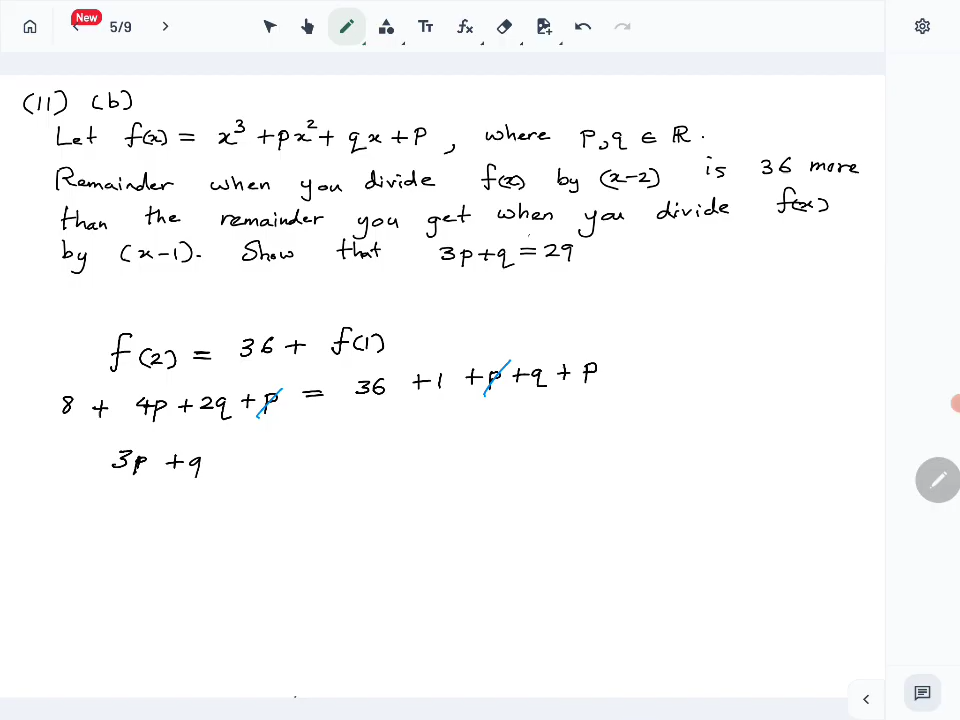 New
5/9
TT
fx
(11) (b)
Let f(x) = x³ + px² + qx + p , where p,q ∈ ℝ.
Remainder when you divide f(x) by (x-2) is 36 more
than the remainder you get when you divide f(x)
by (x-1). Show that 3p+q = 29
f(2) = 36 + f(1)
8 + 4p + 2q + p = 36 + 1 + p + q + p
3p + q